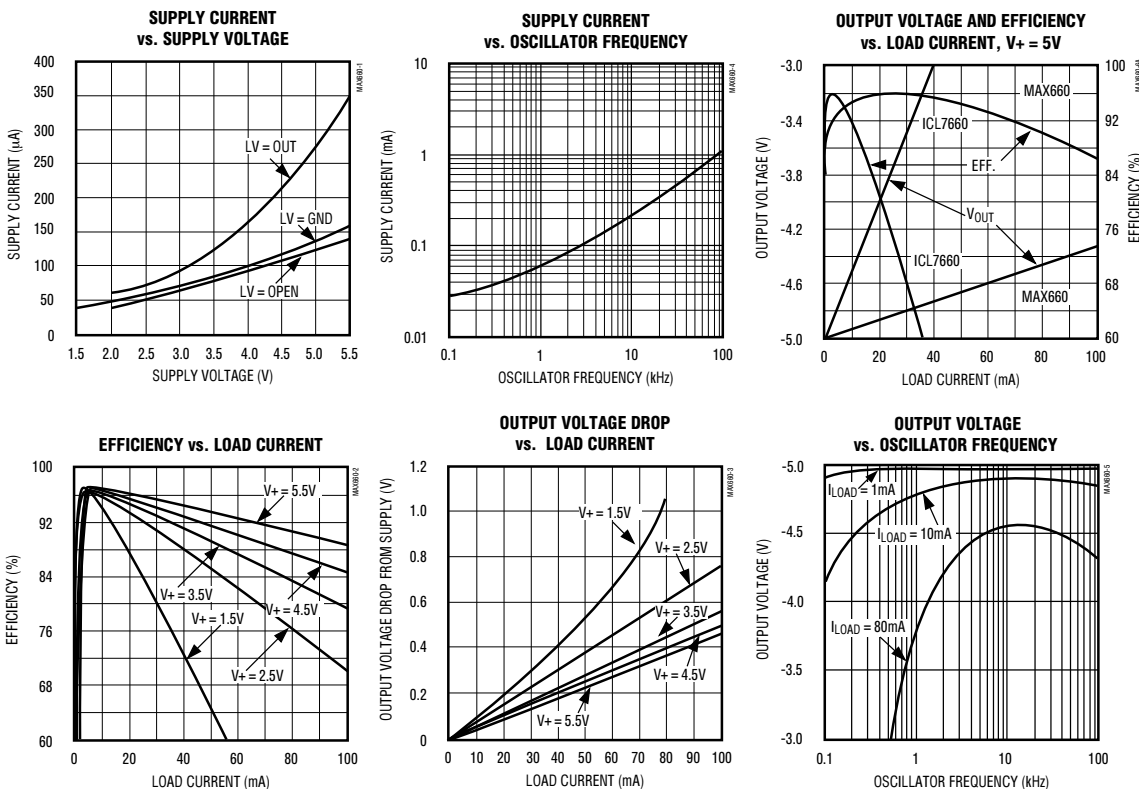 SUPPLY CURRENT
vs. SUPPLY VOLTAGE
400
350
300
250
200
150
100
50
0
SUPPLY CURRENT (µA)
LV = OUT
LV = GND
LV = OPEN
1.5 2.0 2.5 3.0 3.5 4.0 4.5 5.0 5.5
SUPPLY VOLTAGE (V)
MAX660-1
SUPPLY CURRENT
vs. OSCILLATOR FREQUENCY
10
1
0.1
0.01
SUPPLY CURRENT (mA)
0.1 1 10 100
OSCILLATOR FREQUENCY (kHz)
MAX660-4
OUTPUT VOLTAGE AND EFFICIENCY
vs. LOAD CURRENT, V+ = 5V
-3.0
-3.4
-3.8
-4.2
-4.6
-5.0
OUTPUT VOLTAGE (V)
MAX660
ICL7660
EFF.
VOUT
ICL7660
MAX660
100
92
84
76
68
60
EFFICIENCY (%)
0 20 40 60 80 100
LOAD CURRENT (mA)
EFFICIENCY vs. LOAD CURRENT
100
92
84
76
68
60
EFFICIENCY (%)
V+ = 5.5V
V+ = 3.5V
V+ = 4.5V
V+ = 1.5V
V+ = 2.5V
0 20 40 60 80 100
LOAD CURRENT (mA)
MAX660-2
OUTPUT VOLTAGE DROP
vs. LOAD CURRENT
1.2
1.0
0.8
0.6
0.4
0.2
0
OUTPUT VOLTAGE DROP FROM SUPPLY (V)
V+ = 1.5V
V+ = 2.5V
V+ = 3.5V
V+ = 4.5V
V+ = 5.5V
0 10 20 30 40 50 60 70 80 90 100
LOAD CURRENT (mA)
MAX660-3
OUTPUT VOLTAGE
vs. OSCILLATOR FREQUENCY
-5.0
-4.5
-4.0
-3.5
-3.0
OUTPUT VOLTAGE (V)
ILOAD = 1mA
ILOAD = 10mA
ILOAD = 80mA
0.1 1 10 100
OSCILLATOR FREQUENCY (kHz)
MAX660-5